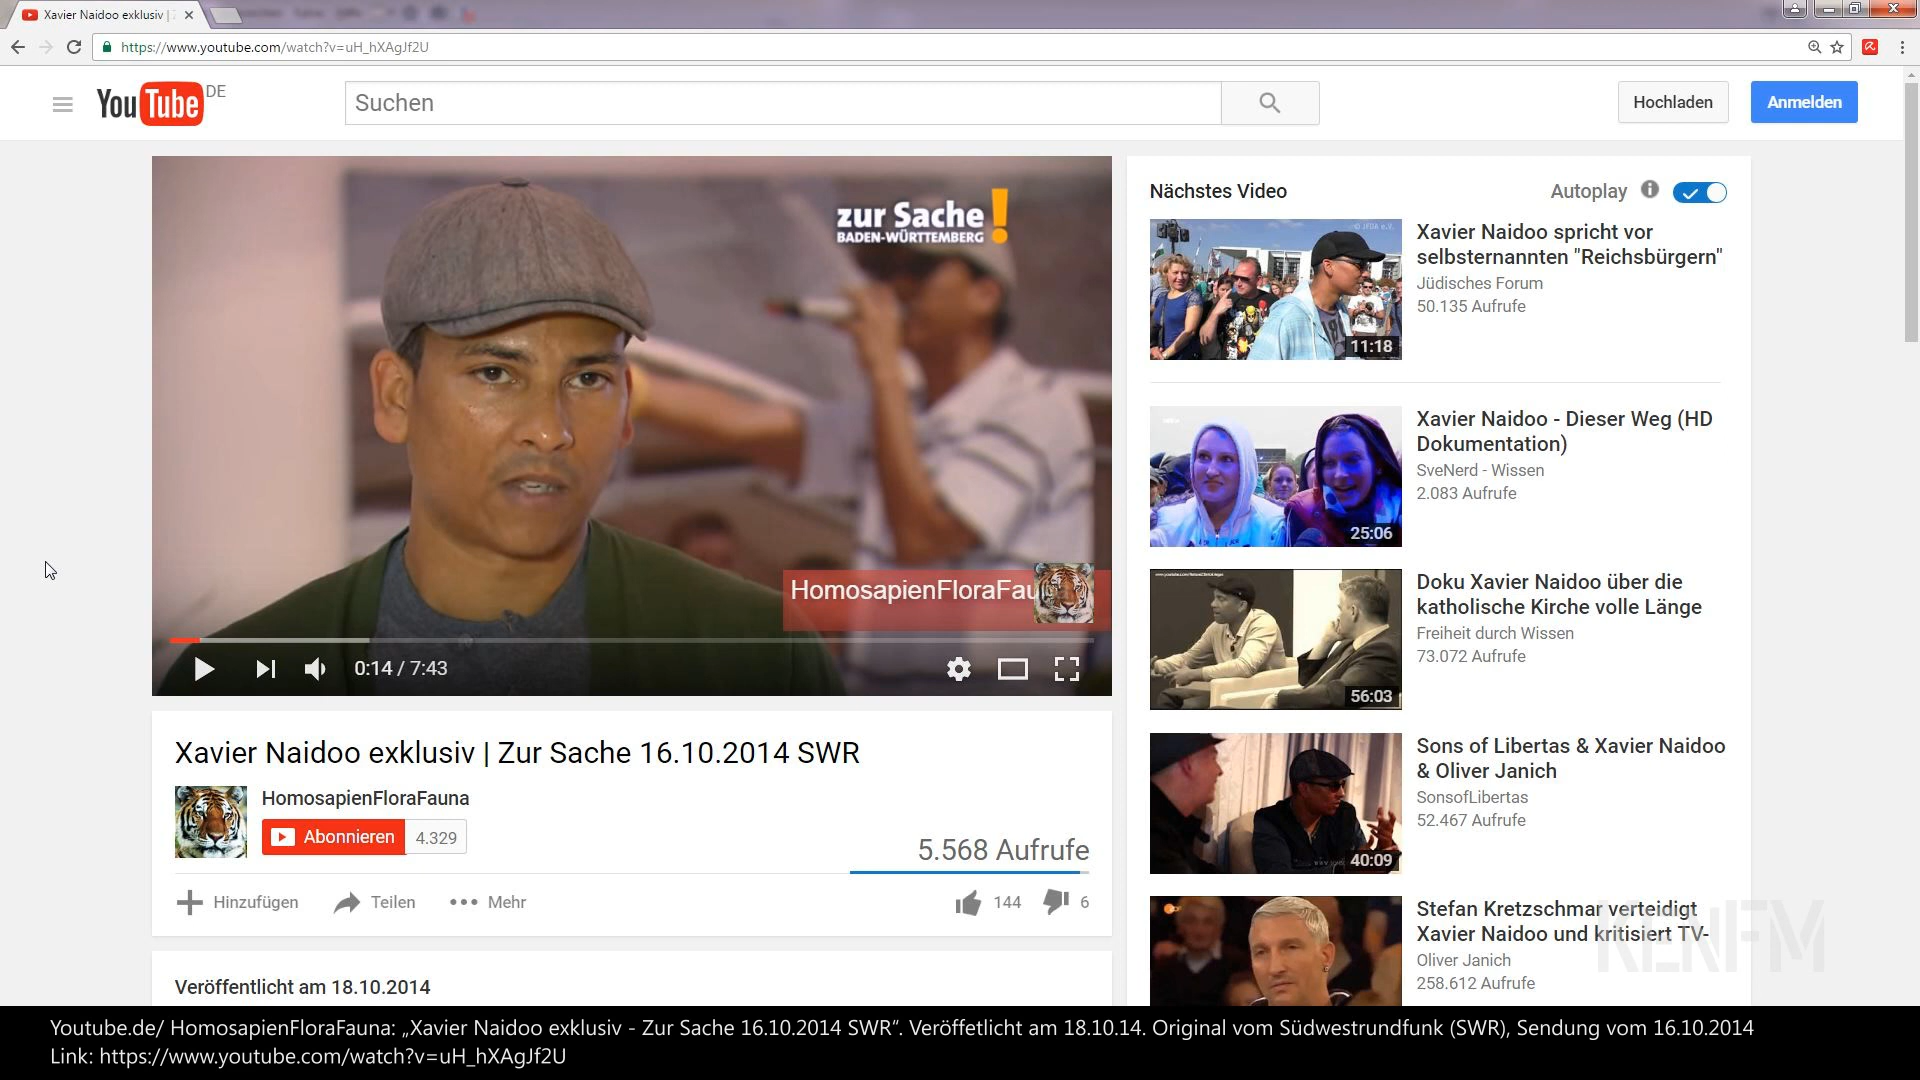 Xavier Naidoo exklusiv |
https://www.youtube.com/watch?v=uH_hXAgJf2U
YouTube DE
Suchen
Hochladen
Anmelden
zur Sache!
BADEN-WÜRTTEMBERG
HomosapienFloraFau
0:14 / 7:43
Xavier Naidoo exklusiv | Zur Sache 16.10.2014 SWR
HomosapienFloraFauna
Abonnieren 4.329
5.568 Aufrufe
Hinzufügen Teilen Mehr 144 6
Veröffentlicht am 18.10.2014
Nächstes Video
Autoplay
© JFDA e.V.
11:18
Xavier Naidoo spricht vor
selbsternannten "Reichsbürgern"
Jüdisches Forum
50.135 Aufrufe
25:06
Xavier Naidoo - Dieser Weg (HD
Dokumentation)
SveNerd - Wissen
2.083 Aufrufe
56:03
Doku Xavier Naidoo über die
katholische Kirche volle Länge
Freiheit durch Wissen
73.072 Aufrufe
40:09
Sons of Libertas & Xavier Naidoo
& Oliver Janich
SonsofLibertas
52.467 Aufrufe
Stefan Kretzschmar verteidigt
Xavier Naidoo und kritisiert TV-
Oliver Janich
258.612 Aufrufe
KENFM
Youtube.de/ HomosapienFloraFauna: „Xavier Naidoo exklusiv - Zur Sache 16.10.2014 SWR“. Veröffetlicht am 18.10.14. Original vom Südwestrundfunk (SWR), Sendung vom 16.10.2014
Link: https://www.youtube.com/watch?v=uH_hXAgJf2U